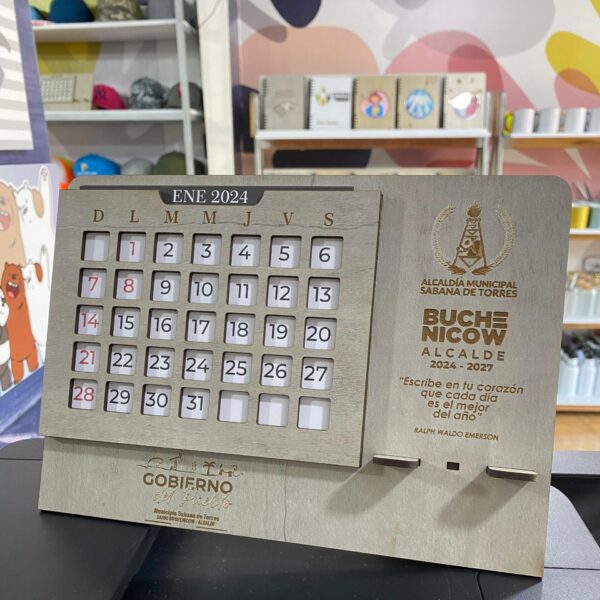 ENE 2024
D L M M J V S
1 2 3 4 5 6
7 8 9 10 11 12 13
14 15 16 17 18 19 20
21 22 23 24 25 26 27
28 29 30 31
ALCALDÍA MUNICIPAL
SABANA DE TORRES
BUCHE
NICOW
ALCALDE
2024 - 2027
"Escribe en tu corazón
que cada día
es el mejor
del año"
RALPH WALDO EMERSON
GOBIERNO
del Pueblo
Municipio Sabana de Torres